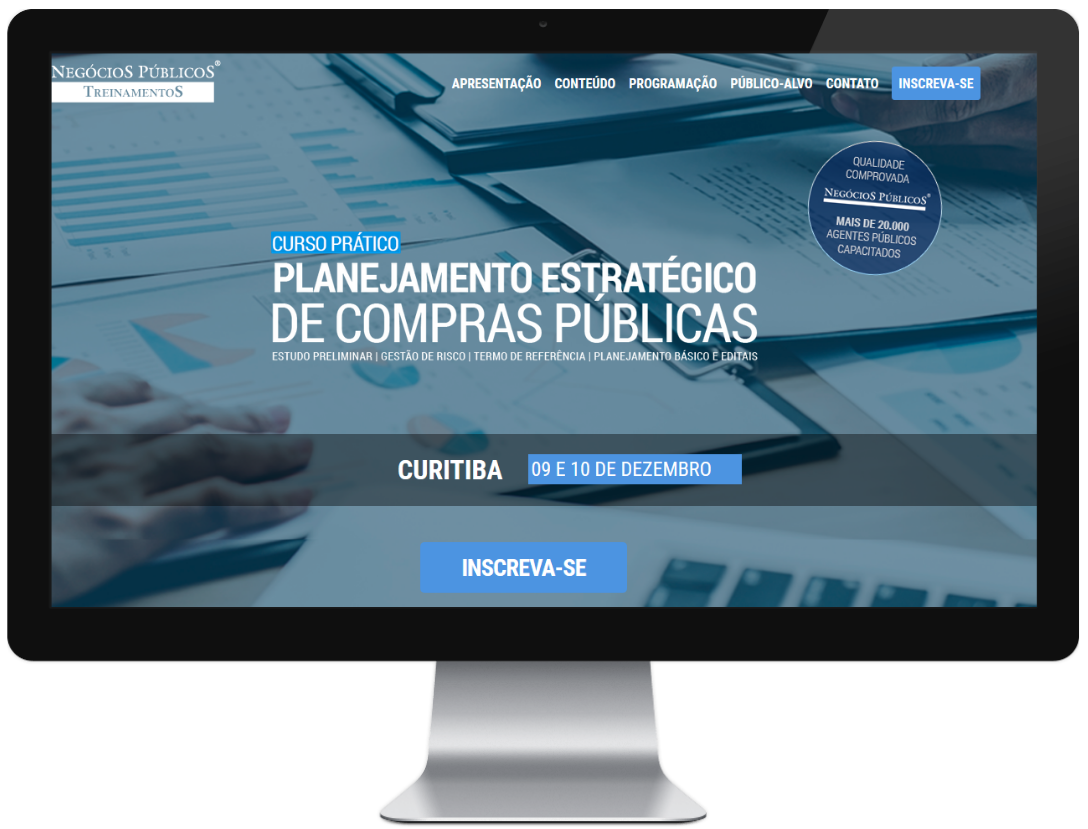 NEGÓCIOS PÚBLICOS®
TREINAMENTOS
APRESENTAÇÃO CONTEÚDO PROGRAMAÇÃO PÚBLICO-ALVO CONTATO INSCREVA-SE
QUALIDADE
COMPROVADA
NEGÓCIOS PÚBLICOS®
MAIS DE 20.000
AGENTES PÚBLICOS
CAPACITADOS
CURSO PRÁTICO
PLANEJAMENTO ESTRATÉGICO
DE COMPRAS PÚBLICAS
ESTUDO PRELIMINAR | GESTÃO DE RISCO | TERMO DE REFERÊNCIA | PLANEJAMENTO BÁSICO E EDITAIS
CURITIBA 09 E 10 DE DEZEMBRO
INSCREVA-SE